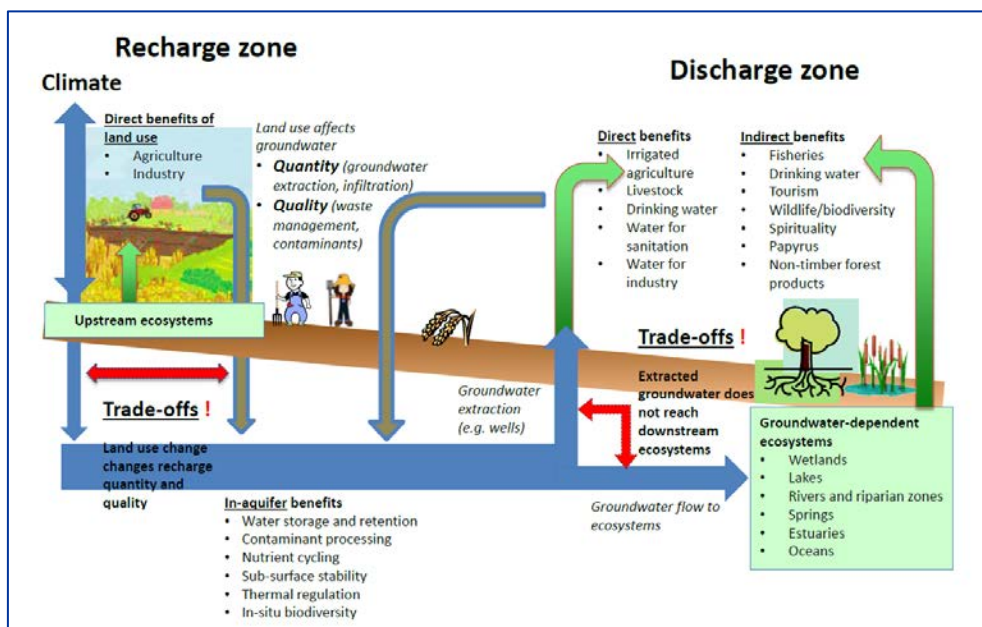 Recharge zone
Discharge zone
Climate
Direct benefits of
land use
• Agriculture
• Industry
Land use affects
groundwater
• Quantity (groundwater
extraction, infiltration)
• Quality (waste
management,
contaminants)
Direct benefits
• Irrigated
agriculture
• Livestock
• Drinking water
• Water for
sanitation
• Water for
industry
Indirect benefits
• Fisheries
• Drinking water
• Tourism
• Wildlife/biodiversity
• Spirituality
• Papyrus
• Non-timber forest
products
Upstream ecosystems
Trade-offs !
Land use change
changes recharge
quantity and
quality
Groundwater
extraction
(e.g. wells)
Trade-offs !
Extracted
groundwater does
not reach
downstream
ecosystems
Groundwater-dependent
ecosystems
• Wetlands
• Lakes
• Rivers and riparian zones
• Springs
• Estuaries
• Oceans
In-aquifer benefits
• Water storage and retention
• Contaminant processing
• Nutrient cycling
• Sub-surface stability
• Thermal regulation
• In-situ biodiversity
Groundwater flow to
ecosystems